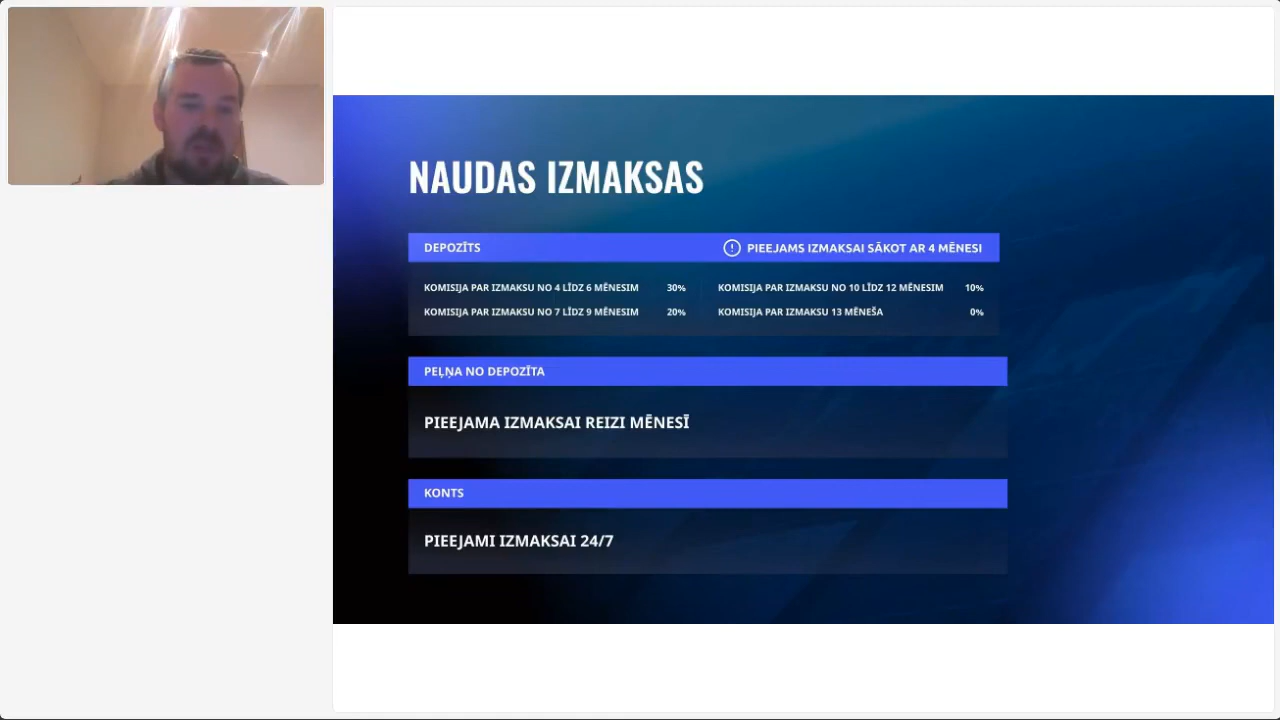 NAUDAS IZMAKSAS
DEPOZĪTS
PIEEJAMS IZMAKSAI SĀKOT AR 4 MĒNESI
KOMISIJA PAR IZMAKSU NO 4 LĪDZ 6 MĒNESIM 30%
KOMISIJA PAR IZMAKSU NO 10 LĪDZ 12 MĒNESIM 10%
KOMISIJA PAR IZMAKSU NO 7 LĪDZ 9 MĒNESIM 20%
KOMISIJA PAR IZMAKSU 13 MĒNEŠA 0%
PEĻŅA NO DEPOZĪTA
PIEEJAMA IZMAKSAI REIZI MĒNESĪ
KONTS
PIEEJAMI IZMAKSAI 24/7